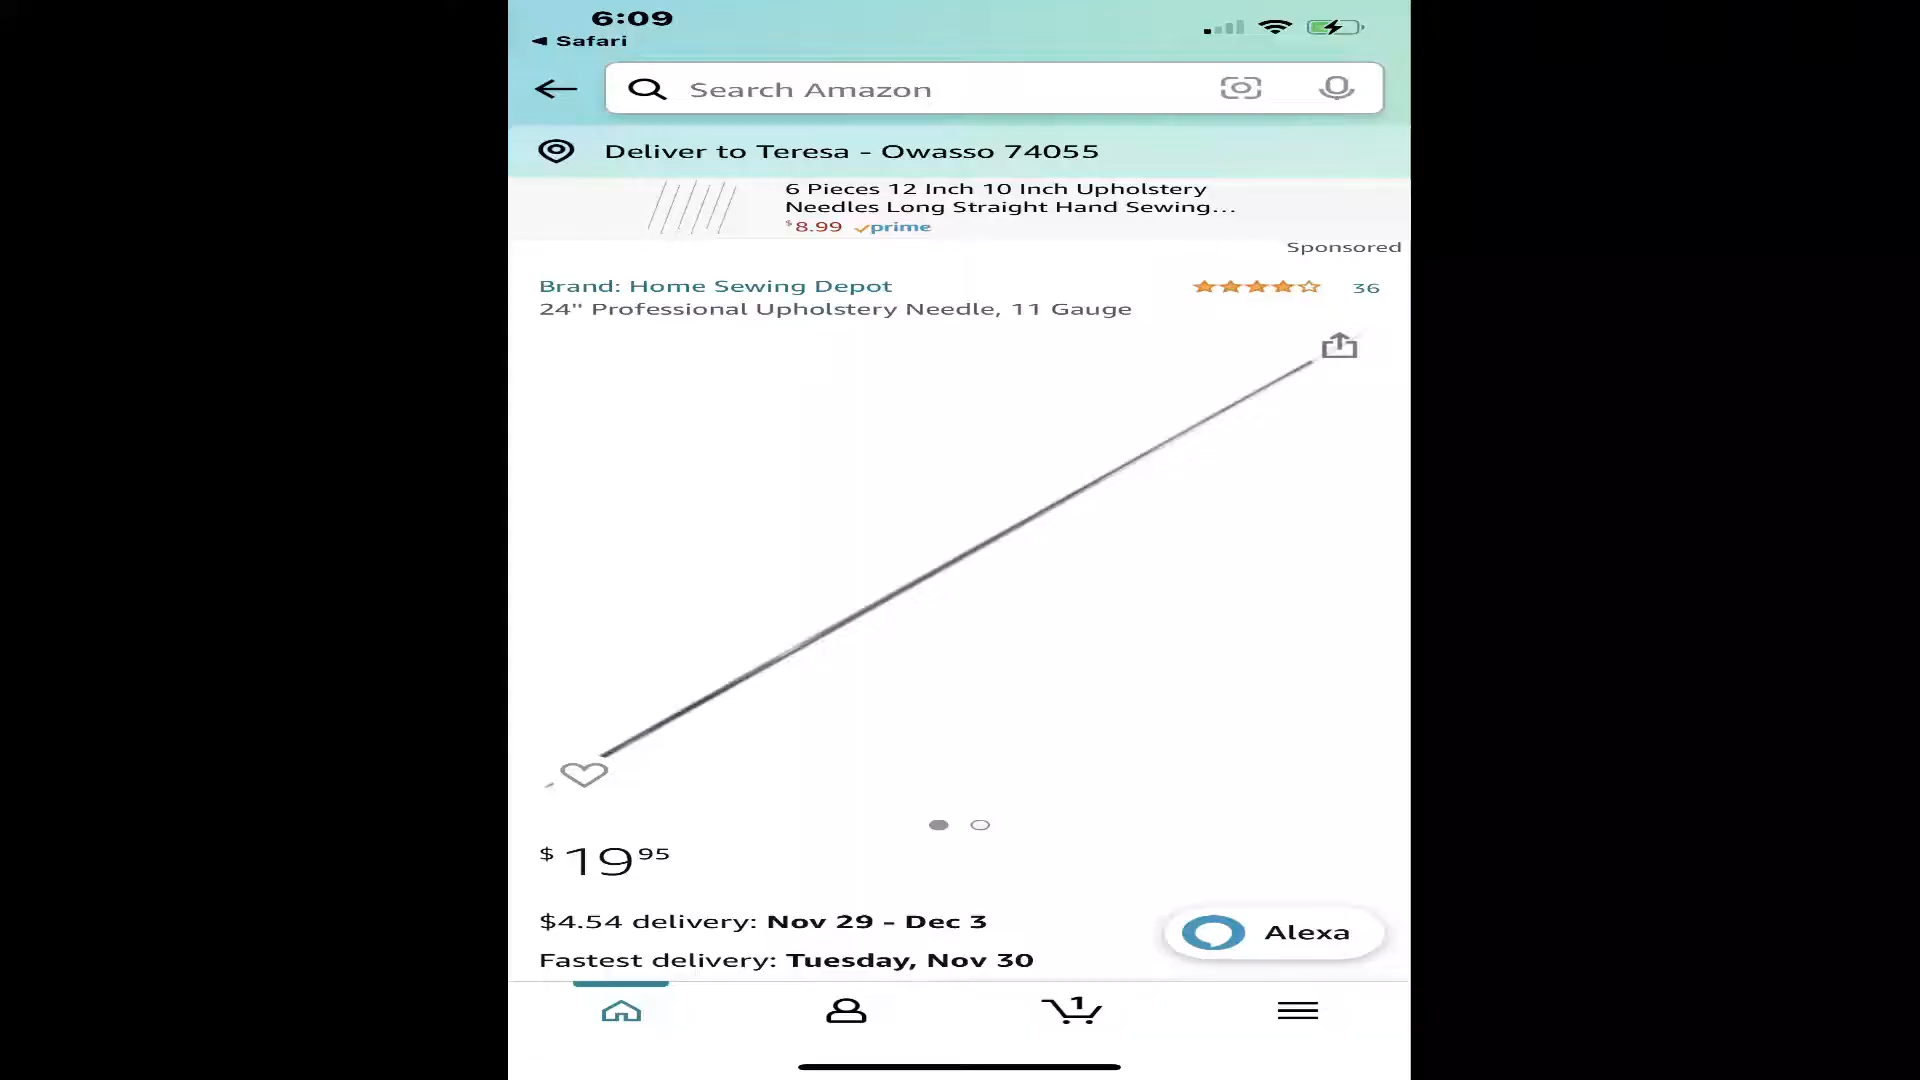 6:09
◄ Safari
Search Amazon
Deliver to Teresa - Owasso 74055
6 Pieces 12 Inch 10 Inch Upholstery
Needles Long Straight Hand Sewing...
$8.99 prime
Sponsored
Brand: Home Sewing Depot
36
24" Professional Upholstery Needle, 11 Gauge
$1995
$4.54 delivery: Nov 29 - Dec 3
Alexa
Fastest delivery: Tuesday, Nov 30
1